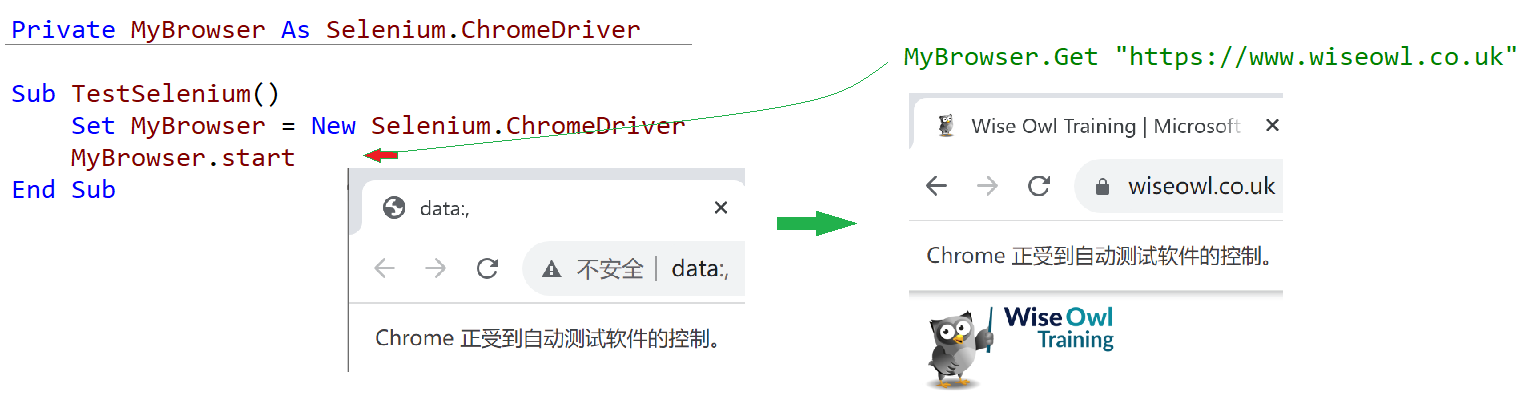 Private MyBrowser As Selenium.ChromeDriver
Sub TestSelenium()
Set MyBrowser = New Selenium.ChromeDriver
MyBrowser.start
End Sub
data:,
不安全 | data:,
Chrome 正受到自动测试软件的控制。
MyBrowser.Get "https://www.wiseowl.co.uk"
Wise Owl Training | Microsoft
wiseowl.co.uk
Chrome 正受到自动测试软件的控制。
Wise Owl
Training